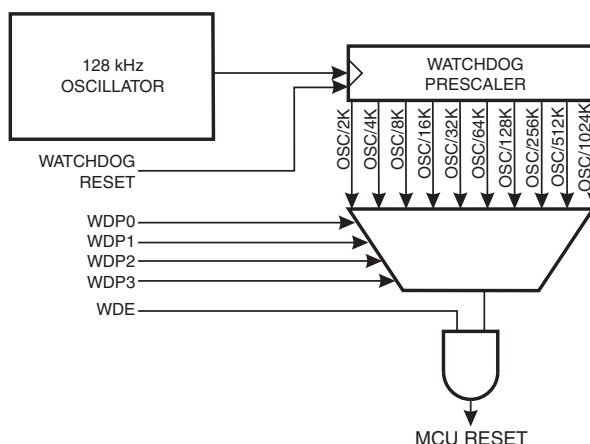 128 kHz
OSCILLATOR
WATCHDOG
PRESCALER
OSC/2K
OSC/4K
OSC/8K
OSC/16K
OSC/32K
OSC/64K
OSC/128K
OSC/256K
OSC/512K
OSC/1024K
WATCHDOG
RESET
WDP0
WDP1
WDP2
WDP3
WDE
MCU RESET